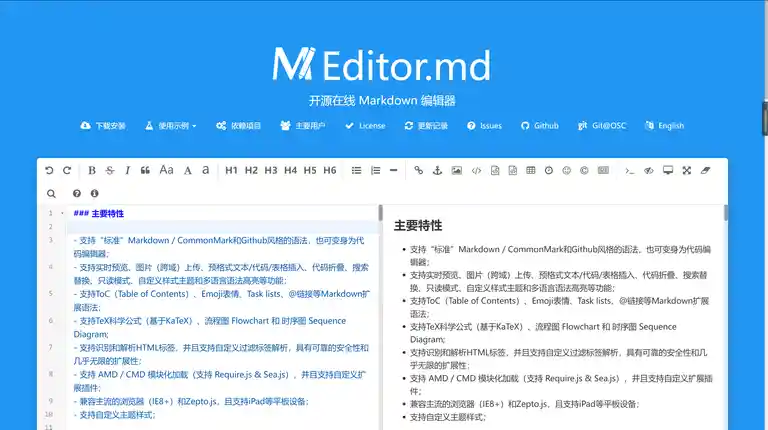 Editor.md
开源在线 Markdown 编辑器
下载安装 使用示例 依赖项目 主要用户 License 更新记录 Issues Github Git@OSC English
B S I “ Aa A a H1 H2 H3 H4 H5 H6
1 ### 主要特性
2
3 - 支持“标准”Markdown / CommonMark和Github风格的语法，也可变身为代
码编辑器；
4 - 支持实时预览、图片（跨域）上传、预格式文本/代码/表格插入、代码折叠、搜索
替换、只读模式、自定义样式主题和多语言语法高亮等功能；
5 - 支持ToC（Table of Contents）、Emoji表情、Task lists、@链接等Markdown扩
展语法；
6 - 支持TeX科学公式（基于KaTeX）、流程图 Flowchart 和 时序图 Sequence
Diagram;
7 - 支持识别和解析HTML标签，并且支持自定义过滤标签解析，具有可靠的安全性和
几乎无限的扩展性；
8 - 支持 AMD / CMD 模块化加载（支持 Require.js & Sea.js），并且支持自定义扩
展插件；
9 - 兼容主流的浏览器（IE8+）和Zepto.js，且支持iPad等平板设备；
10 - 支持自定义主题样式；
11
主要特性
支持“标准”Markdown / CommonMark和Github风格的语法，也可变身为代码编
辑器；
支持实时预览、图片（跨域）上传、预格式文本/代码/表格插入、代码折叠、搜索替
换、只读模式、自定义样式主题和多语言语法高亮等功能；
支持ToC（Table of Contents）、Emoji表情、Task lists、@链接等Markdown扩展
语法；
支持TeX科学公式（基于KaTeX）、流程图 Flowchart 和 时序图 Sequence
Diagram;
支持识别和解析HTML标签，并且支持自定义过滤标签解析，具有可靠的安全性和几
乎无限的扩展性；
支持 AMD / CMD 模块化加载（支持 Require.js & Sea.js），并且支持自定义扩展插
件；
兼容主流的浏览器（IE8+）和Zepto.js，且支持iPad等平板设备；
支持自定义主题样式；